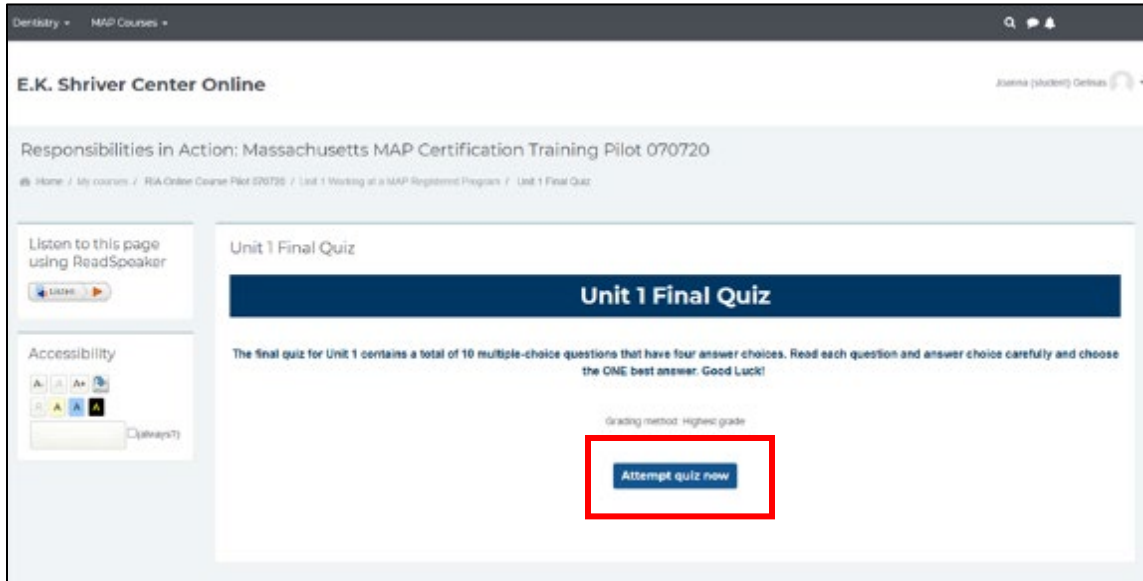 Dentistry MAP Courses
E.K. Shriver Center Online
Joanna (student)
Responsibilities in Action: Massachusetts MAP Certification Training Pilot 070720
Home / My courses / RIA Online Course Pilot 070720 / Unit 1 Working at a MAP Registered Program / Unit 1 Final Quiz
Listen to this page
using ReadSpeaker
Listen
Accessibility
A- A A+
R A A A
(always?)
Unit 1 Final Quiz
Unit 1 Final Quiz
The final quiz for Unit 1 contains a total of 10 multiple-choice questions that have four answer choices. Read each question and answer choice carefully and choose
the ONE best answer. Good Luck!
Grading method: Highest grade
Attempt quiz now